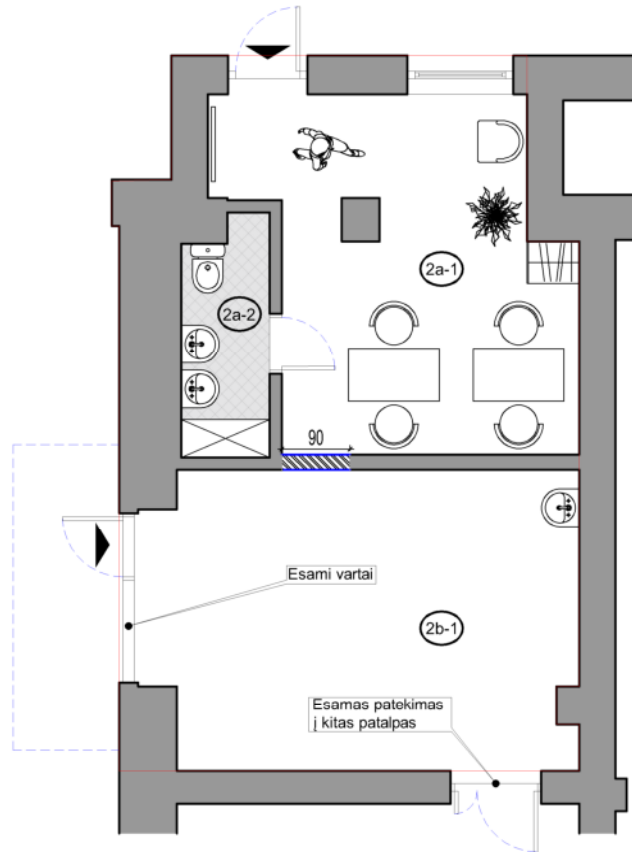 2a-1
2a-2
90
Esami vartai
2b-1
Esamas patekimas
į kitas patalpas